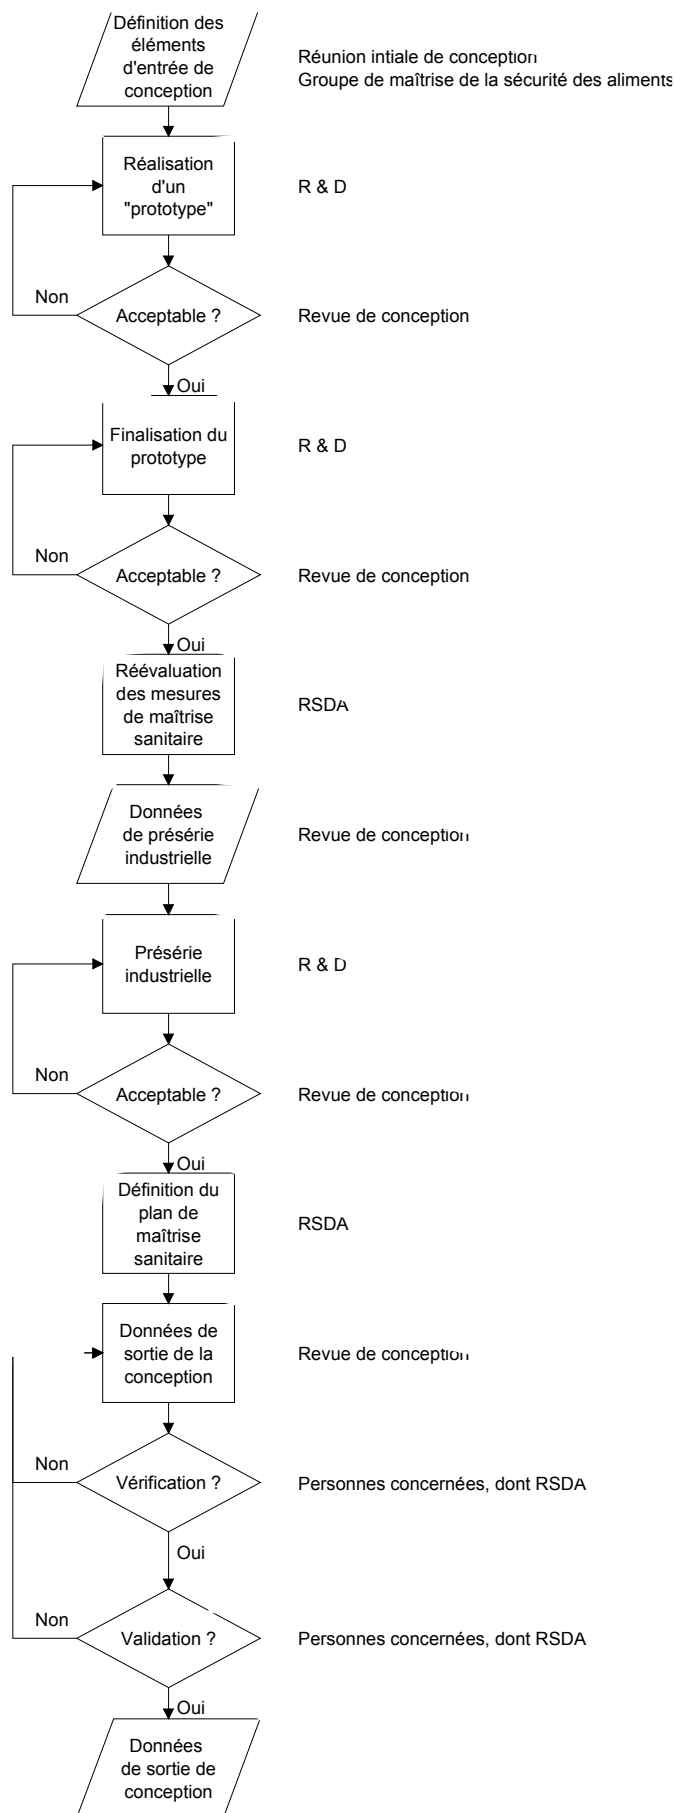 Définition des
éléments
d'entrée de
conception
Réunion intiale de conception
Groupe de maîtrise de la sécurité des aliments
Réalisation
d'un
"prototype"
R & D
Non
Acceptable ?
Revue de conception
Oui
Finalisation du
prototype
R & D
Non
Acceptable ?
Revue de conception
Oui
Réévaluation
des mesures
de maîtrise
sanitaire
RSDA
Données
de présérie
industrielle
Revue de conception
Présérie
industrielle
R & D
Non
Acceptable ?
Revue de conception
Oui
Définition du
plan de
maîtrise
sanitaire
RSDA
Données de
sortie de la
conception
Revue de conception
Non
Vérification ?
Personnes concernées, dont RSDA
Oui
Non
Validation ?
Personnes concernées, dont RSDA
Oui
Données
de sortie de
conception